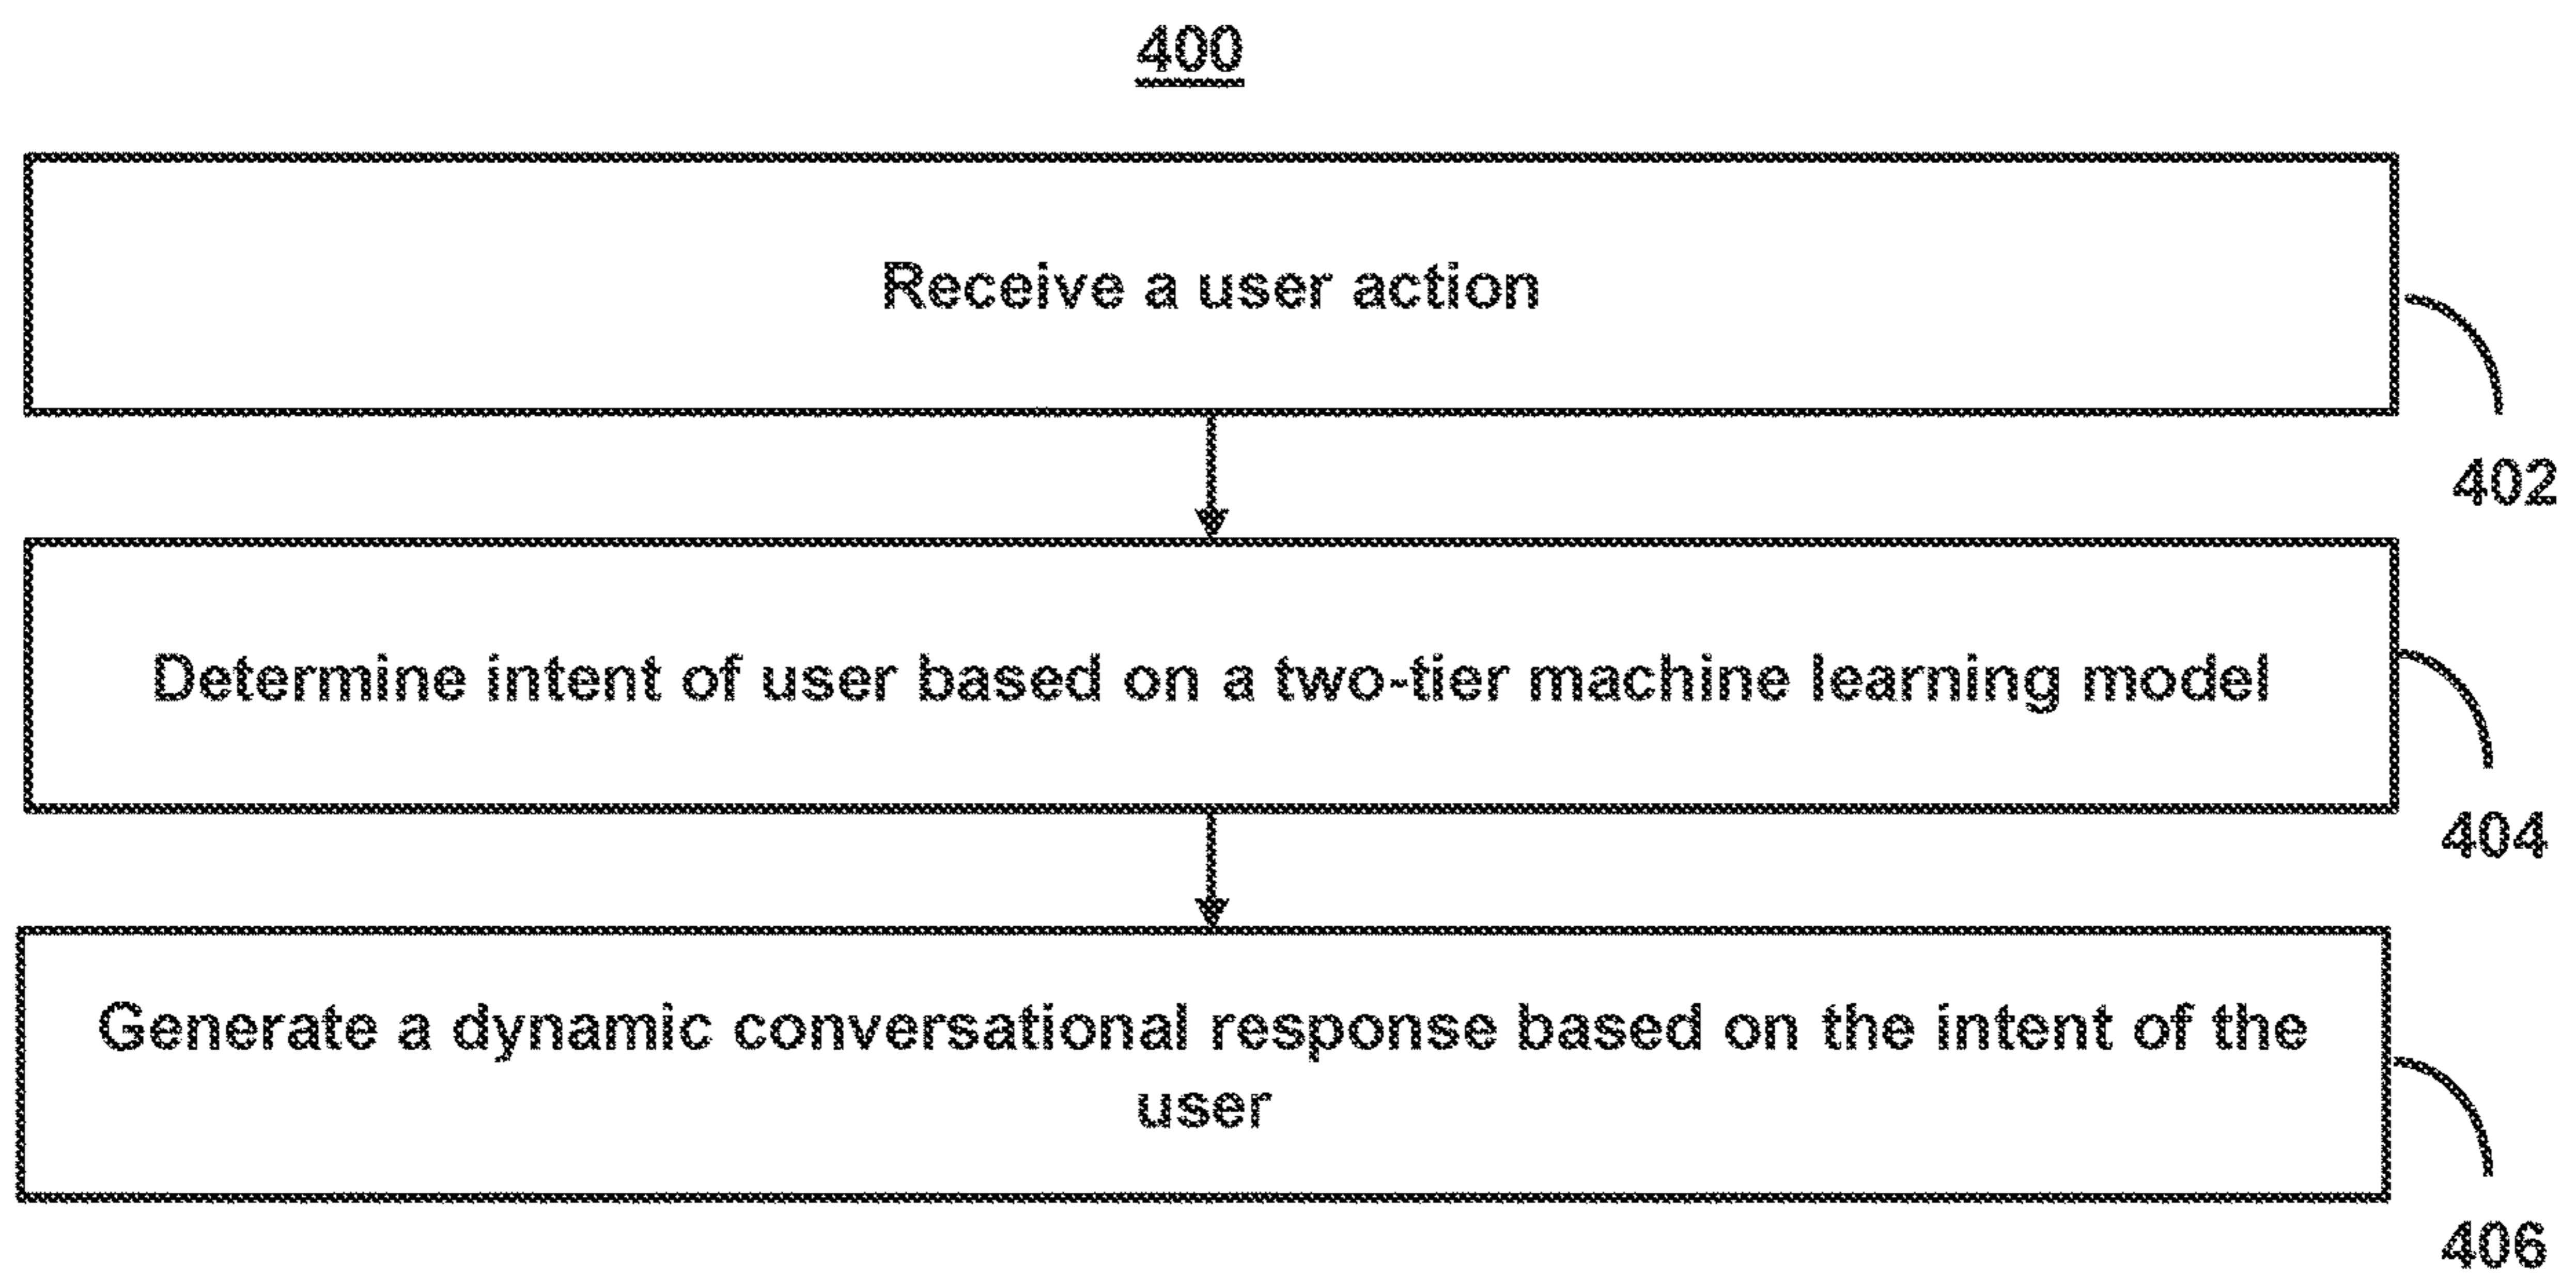 400
Receive a user action
402
Determine intent of user based on a two-tier machine learning model
404
Generate a dynamic conversational response based on the intent of the
user
406